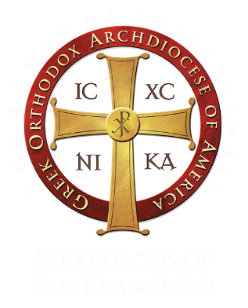 GREEK ORTHODOX ARCHDIOCESE OF AMERICA
IC XC
NI KA
METROPOLIS OF
SAN FRANCISCO